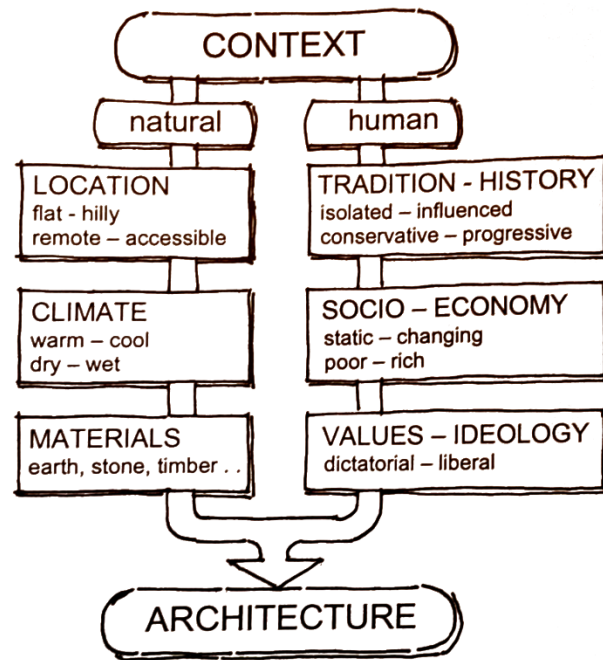 CONTEXT
natural
human
LOCATION
flat - hilly
remote – accessible
TRADITION - HISTORY
isolated – influenced
conservative – progressive
CLIMATE
warm – cool
dry – wet
SOCIO – ECONOMY
static – changing
poor – rich
MATERIALS
earth, stone, timber . .
VALUES – IDEOLOGY
dictatorial – liberal
ARCHITECTURE